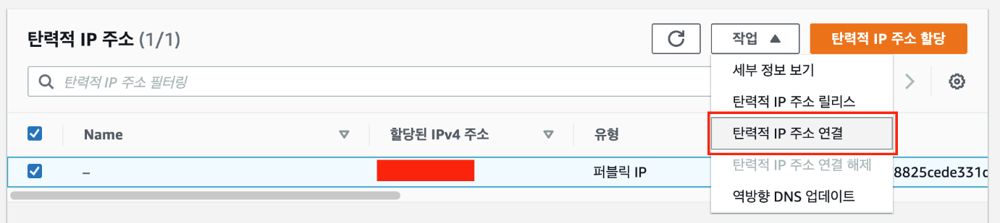 탄력적 IP 주소 (1/1)
작업
탄력적 IP 주소 할당
탄력적 IP 주소 필터링
세부 정보 보기
탄력적 IP 주소 릴리스
탄력적 IP 주소 연결
탄력적 IP 주소 연결 해제
역방향 DNS 업데이트
Name
할당된 IPv4 주소
유형
–
퍼블릭 IP